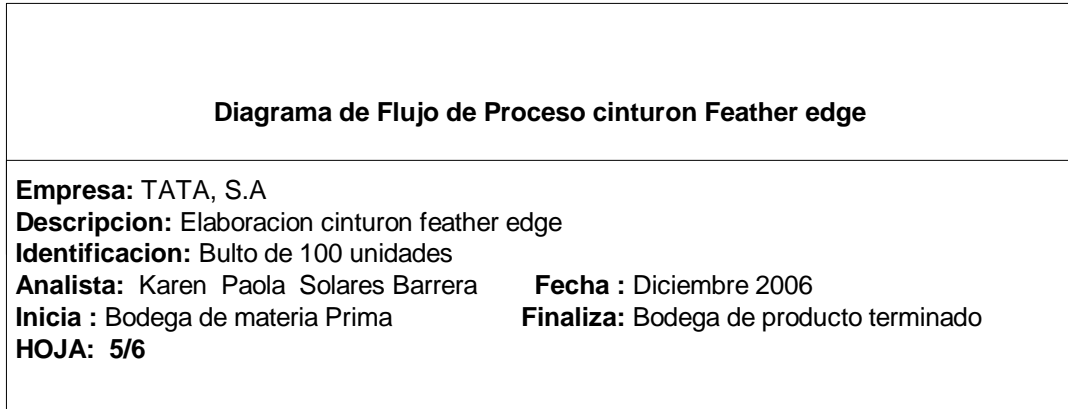 Diagrama de Flujo de Proceso cinturon Feather edge
Empresa: TATA, S.A
Descripcion: Elaboracion cinturon feather edge
Identificacion: Bulto de 100 unidades
Analista: Karen Paola Solares Barrera Fecha : Diciembre 2006
Inicia : Bodega de materia Prima Finaliza: Bodega de producto terminado
HOJA: 5/6